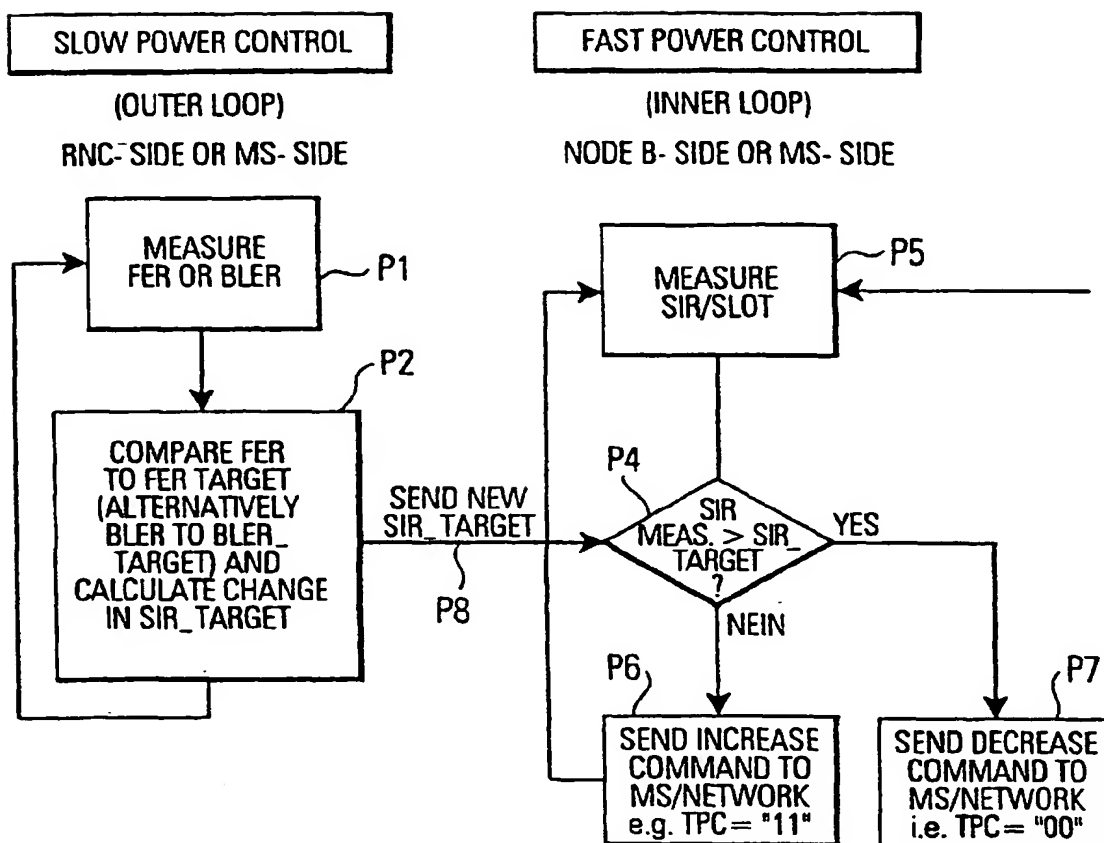 SLOW POWER CONTROL
(OUTER LOOP)
RNC- SIDE OR MS- SIDE
MEASURE
FER OR BLER
P1
P2
COMPARE FER
TO FER TARGET
(ALTERNATIVELY
BLER TO BLER_
TARGET) AND
CALCULATE CHANGE
IN SIR_TARGET
SEND NEW
SIR_TARGET
P8
FAST POWER CONTROL
(INNER LOOP)
NODE B- SIDE OR MS- SIDE
P5
MEASURE
SIR/SLOT
P4
SIR
MEAS. > SIR_
TARGET
?
YES
NEIN
P6
SEND INCREASE
COMMAND TO
MS/NETWORK
e.g. TPC= "11"
P7
SEND DECREASE
COMMAND TO
MS/NETWORK
i.e. TPC= "00"